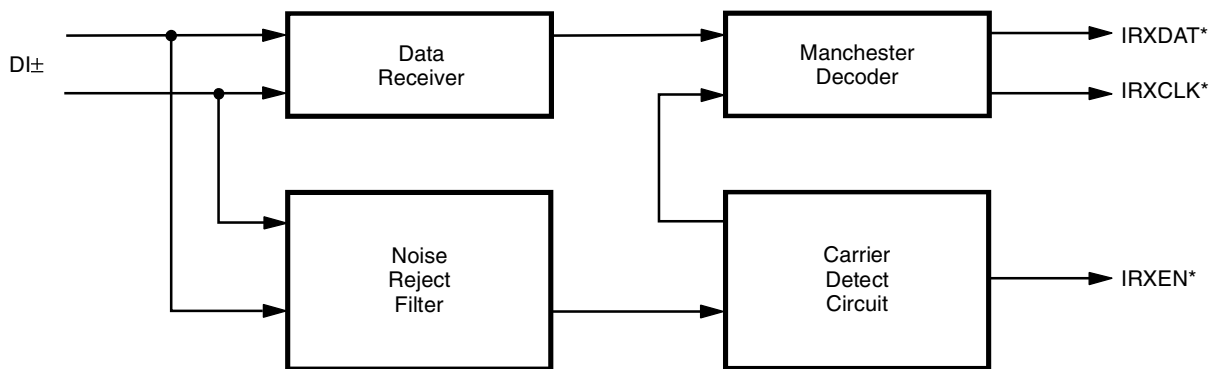 DI±
Data
Receiver
Manchester
Decoder
IRXDAT*
IRXCLK*
Noise
Reject
Filter
Carrier
Detect
Circuit
IRXEN*